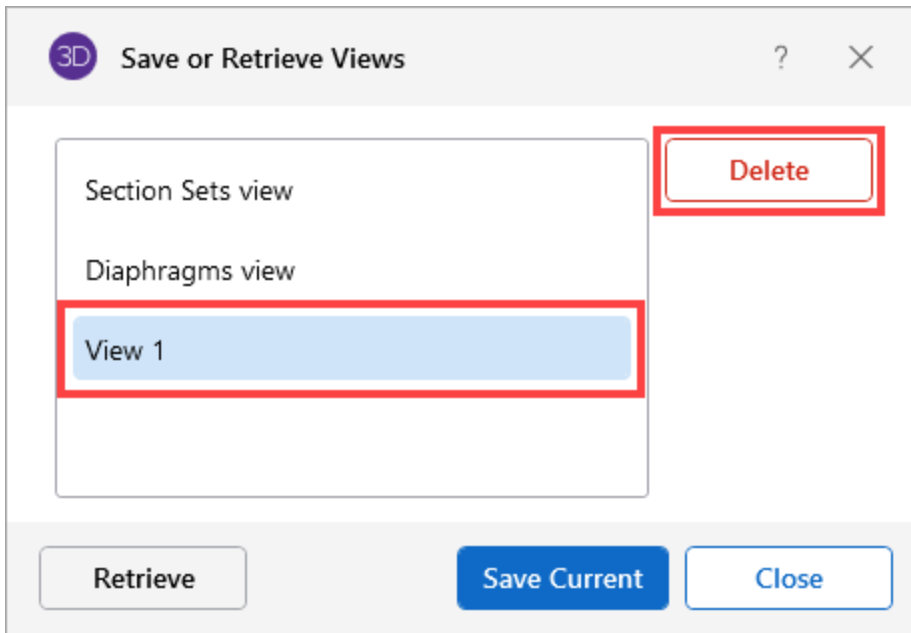 3D Save or Retrieve Views ?
Section Sets view
Delete
Diaphragms view
View 1
Retrieve Save Current Close